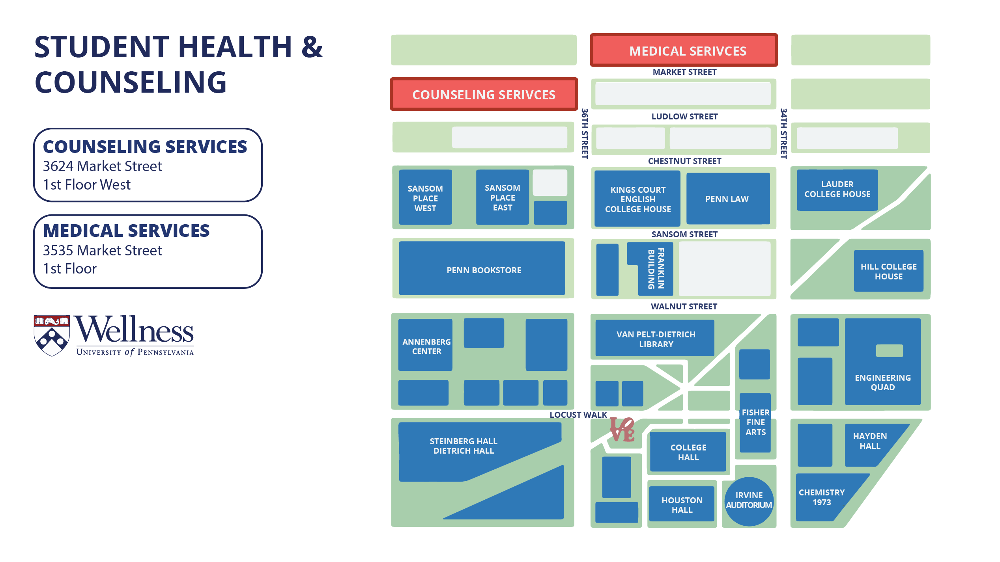 STUDENT HEALTH &
COUNSELING
COUNSELING SERVICES
3624 Market Street
1st Floor West
MEDICAL SERVICES
3535 Market Street
1st Floor
Wellness
UNIVERSITY of PENNSYLVANIA
MEDICAL SERIVCES
MARKET STREET
COUNSELING SERIVCES
36TH STREET
34TH STREET
LUDLOW STREET
CHESTNUT STREET
SANSOM
PLACE
WEST
SANSOM
PLACE
EAST
KINGS COURT
ENGLISH
COLLEGE HOUSE
PENN LAW
LAUDER
COLLEGE HOUSE
SANSOM STREET
PENN BOOKSTORE
FRANKLIN
BUILDING
HILL COLLEGE
HOUSE
WALNUT STREET
ANNENBERG
CENTER
VAN PELT-DIETRICH
LIBRARY
ENGINEERING
QUAD
LOCUST WALK
LOVE
FISHER
FINE
ARTS
STEINBERG HALL
DIETRICH HALL
COLLEGE
HALL
HAYDEN
HALL
HOUSTON
HALL
IRVINE
AUDITORIUM
CHEMISTRY
1973